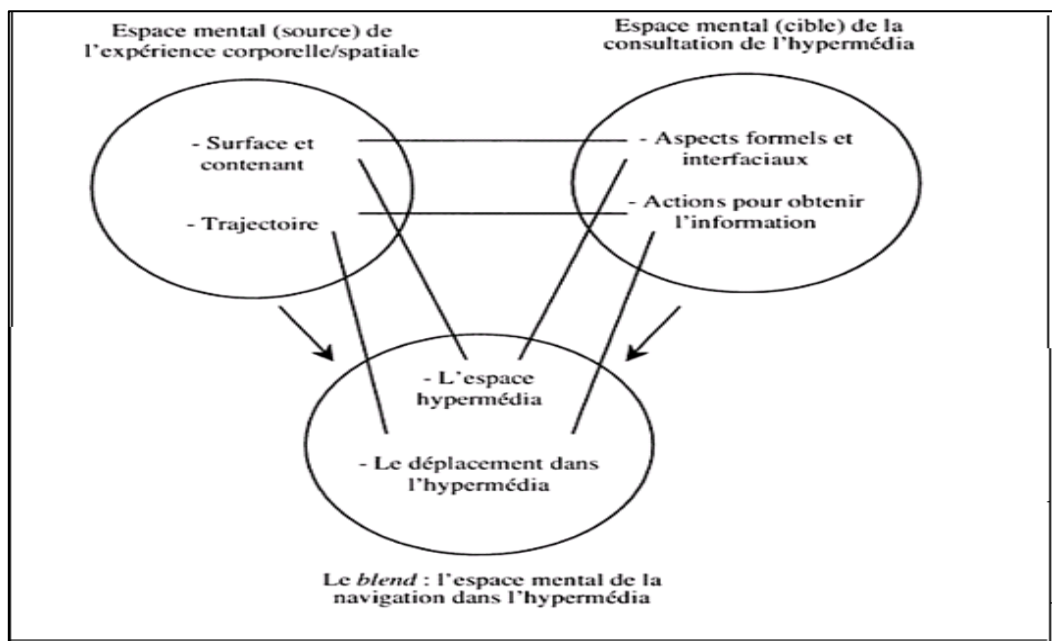 Espace mental (source) de
l'expérience corporelle/spatiale
Espace mental (cible) de la
consultation de l'hypermédia
- Surface et
contenant
- Trajectoire
- Aspects formels et
interfaciaux
- Actions pour obtenir
l'information
- L'espace
hypermédia
- Le déplacement dans
l'hypermédia
Le blend : l'espace mental de la
navigation dans l'hypermédia